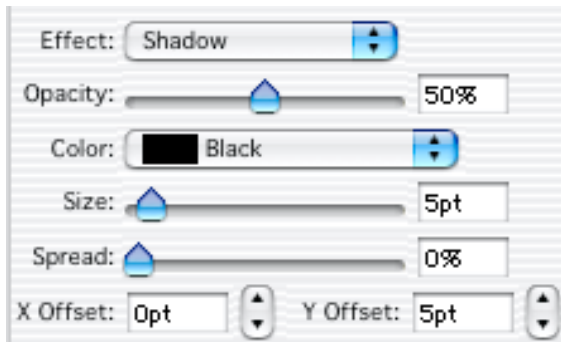 Effect: Shadow
Opacity: 50%
Color: Black
Size: 5pt
Spread: 0%
X Offset: 0pt Y Offset: 5pt